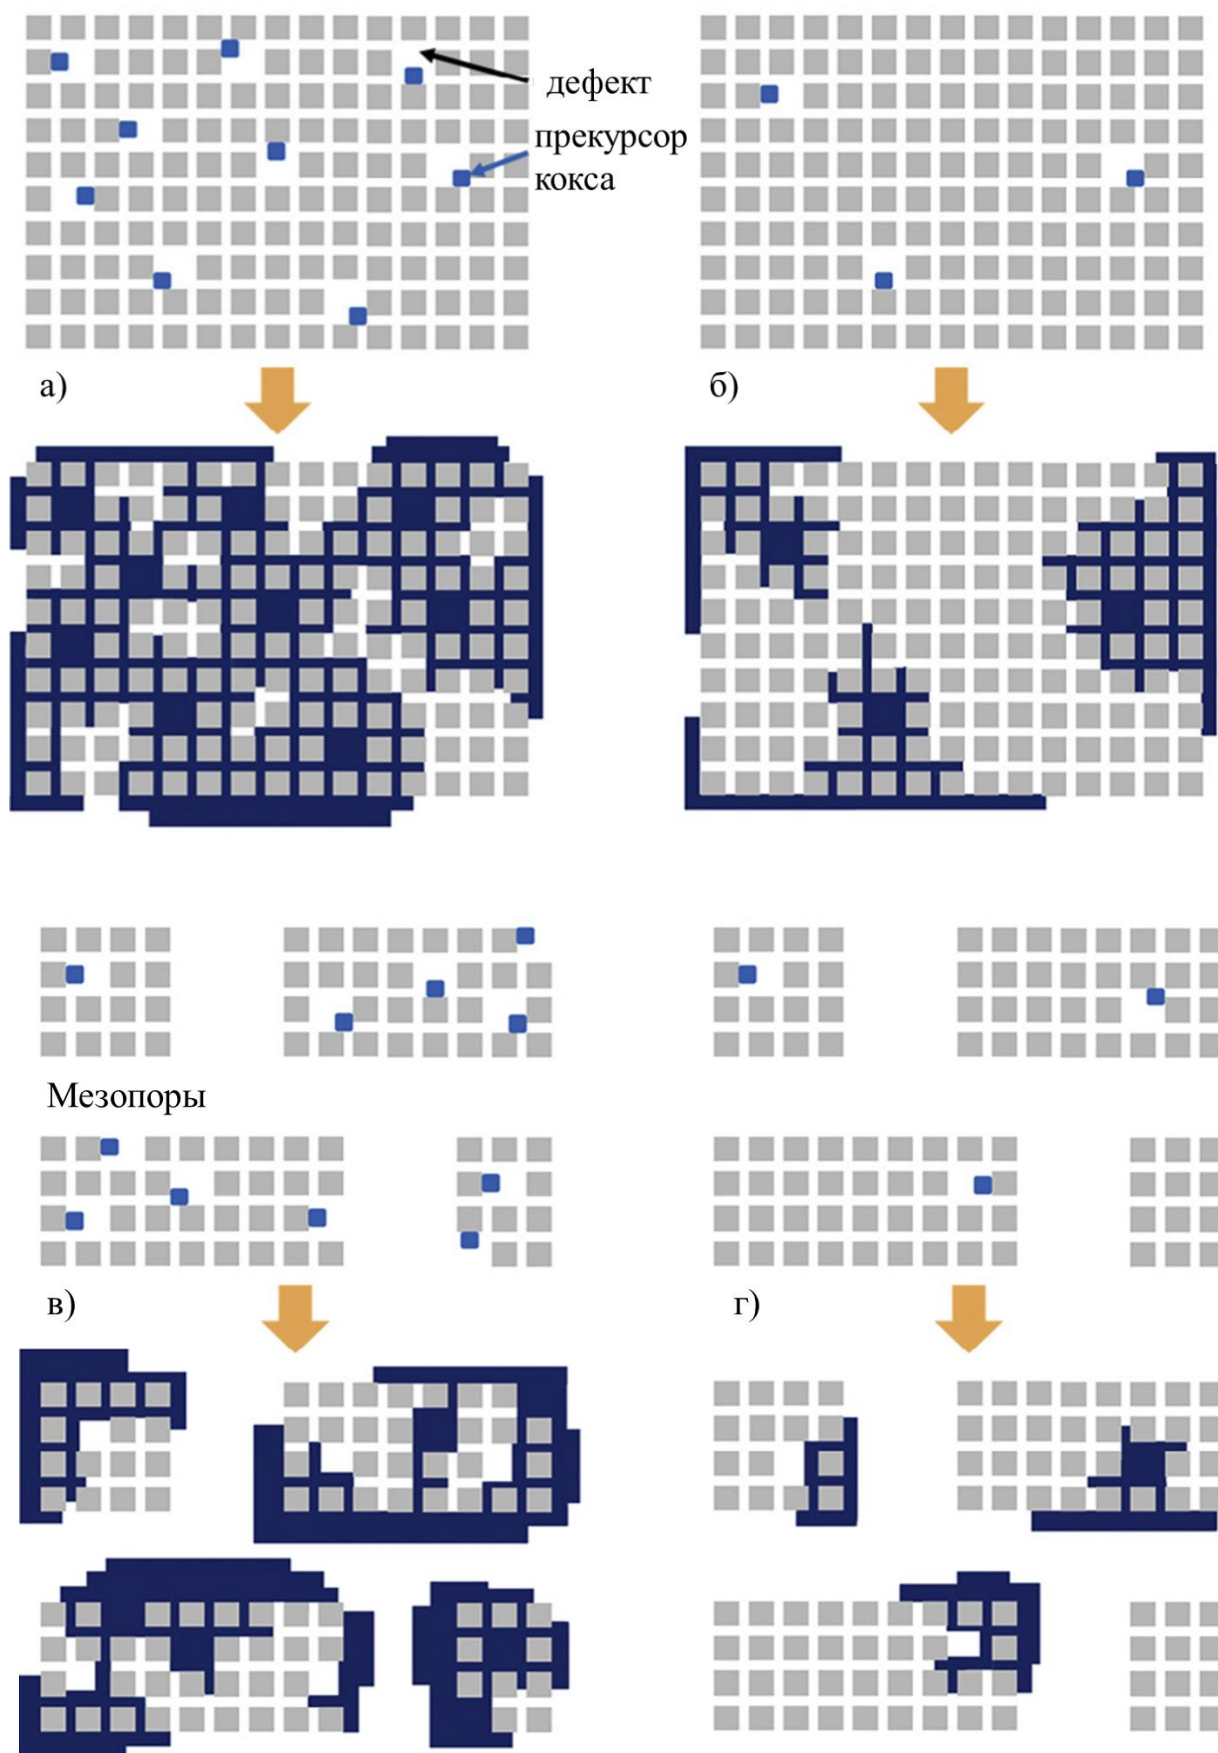 дефект
прекурсор
кокса
а)
б)
Мезопоры
в)
г)